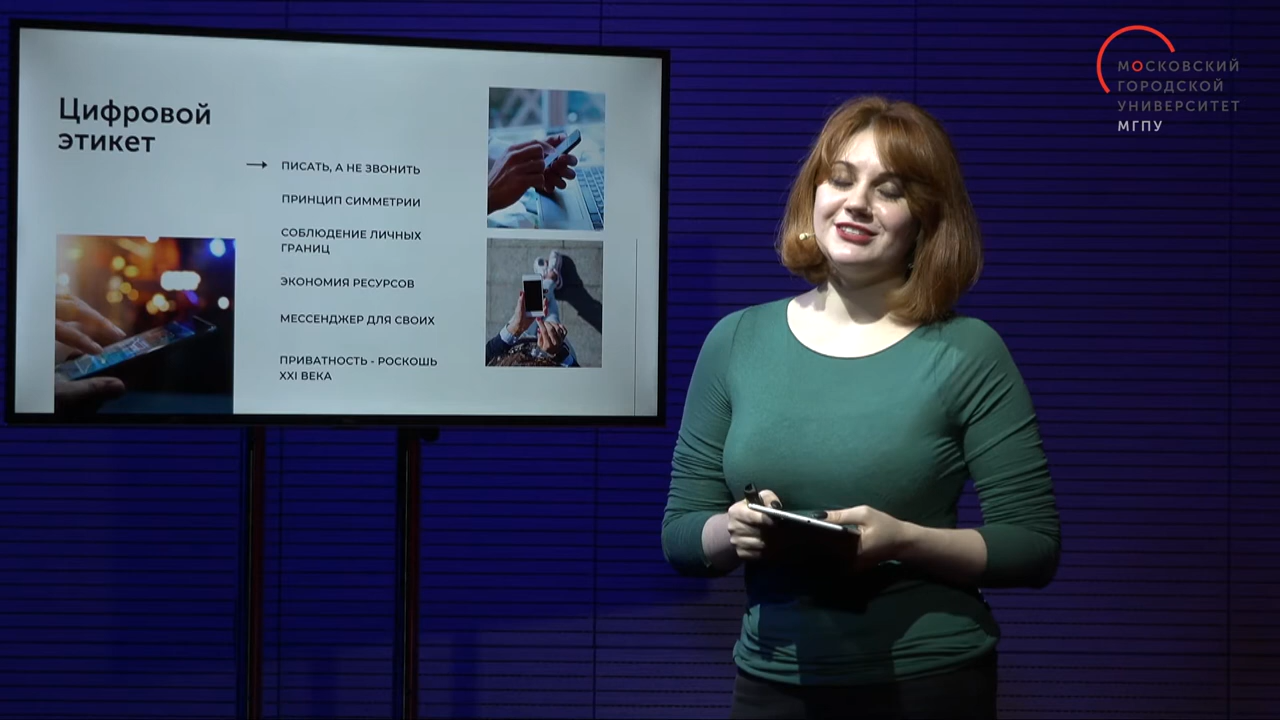 Цифровой
этикет
ПИСАТЬ, А НЕ ЗВОНИТЬ
ПРИНЦИП СИММЕТРИИ
СОБЛЮДЕНИЕ ЛИЧНЫХ
ГРАНИЦ
ЭКОНОМИЯ РЕСУРСОВ
МЕССЕНДЖЕР ДЛЯ СВОИХ
ПРИВАТНОСТЬ - РОСКОШЬ
XXI ВЕКА
МОСКОВСКИЙ
ГОРОДСКОЙ
УНИВЕРСИТЕТ
МГПУ